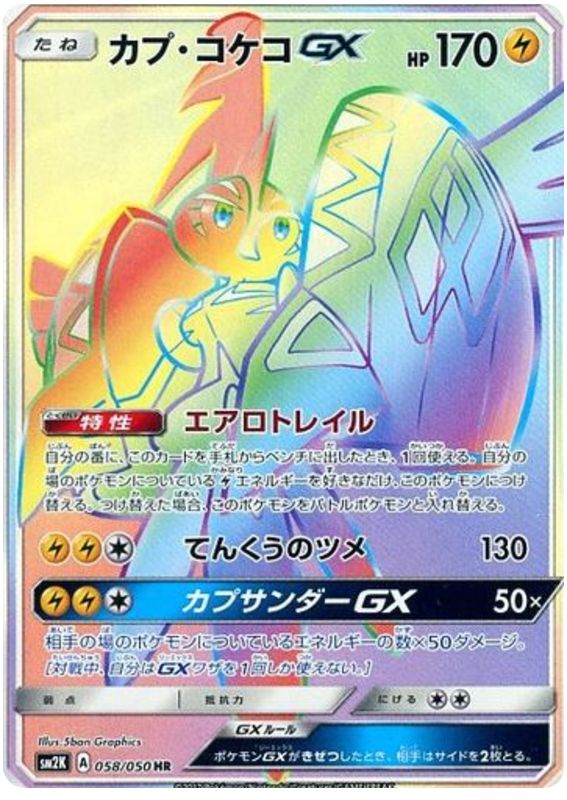 たね カプ・コケコGX HP 170
とくせい
特性 エアロトレイル
自分の番に、このカードを手札からベンチに出したとき、1回使える。自分の
場のポケモンについている エネルギーを好きなだけ、このポケモンにつけ
替える。つけ替えた場合、このポケモンをバトルポケモンと入れ替える。
てんくうのツメ 130
カプサンダーGX 50×
相手の場のポケモンについているエネルギーの数×50ダメージ。
[対戦中、自分はGXワザを1回しか使えない。]
弱点 抵抗力 にげる
Illus. 5ban Graphics
SM2K A 058/050 HR
GXルール
ポケモンGXがきぜつしたとき、相手はサイドを2枚とる。